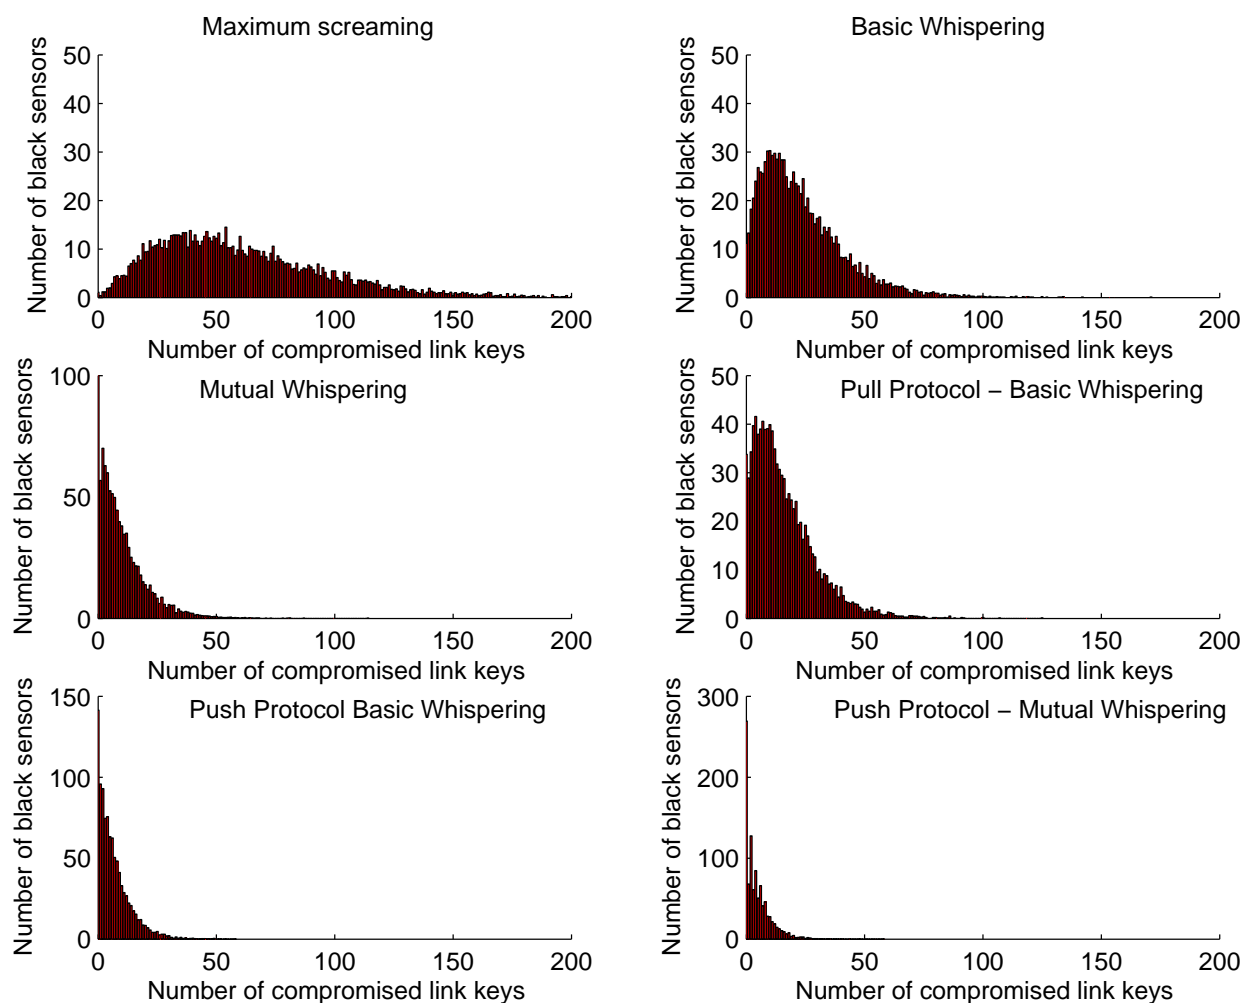 Maximum screaming
Number of black sensors
50
40
30
20
10
0
0 50 100 150 200
Number of compromised link keys
Basic Whispering
Number of black sensors
50
40
30
20
10
0
0 50 100 150 200
Number of compromised link keys
Mutual Whispering
Number of black sensors
100
50
0
0 50 100 150 200
Number of compromised link keys
Pull Protocol − Basic Whispering
Number of black sensors
50
40
30
20
10
0
0 50 100 150 200
Number of compromised link keys
Push Protocol Basic Whispering
Number of black sensors
150
100
50
0
0 50 100 150 200
Number of compromised link keys
Push Protocol − Mutual Whispering
Number of black sensors
300
200
100
0
0 50 100 150 200
Number of compromised link keys